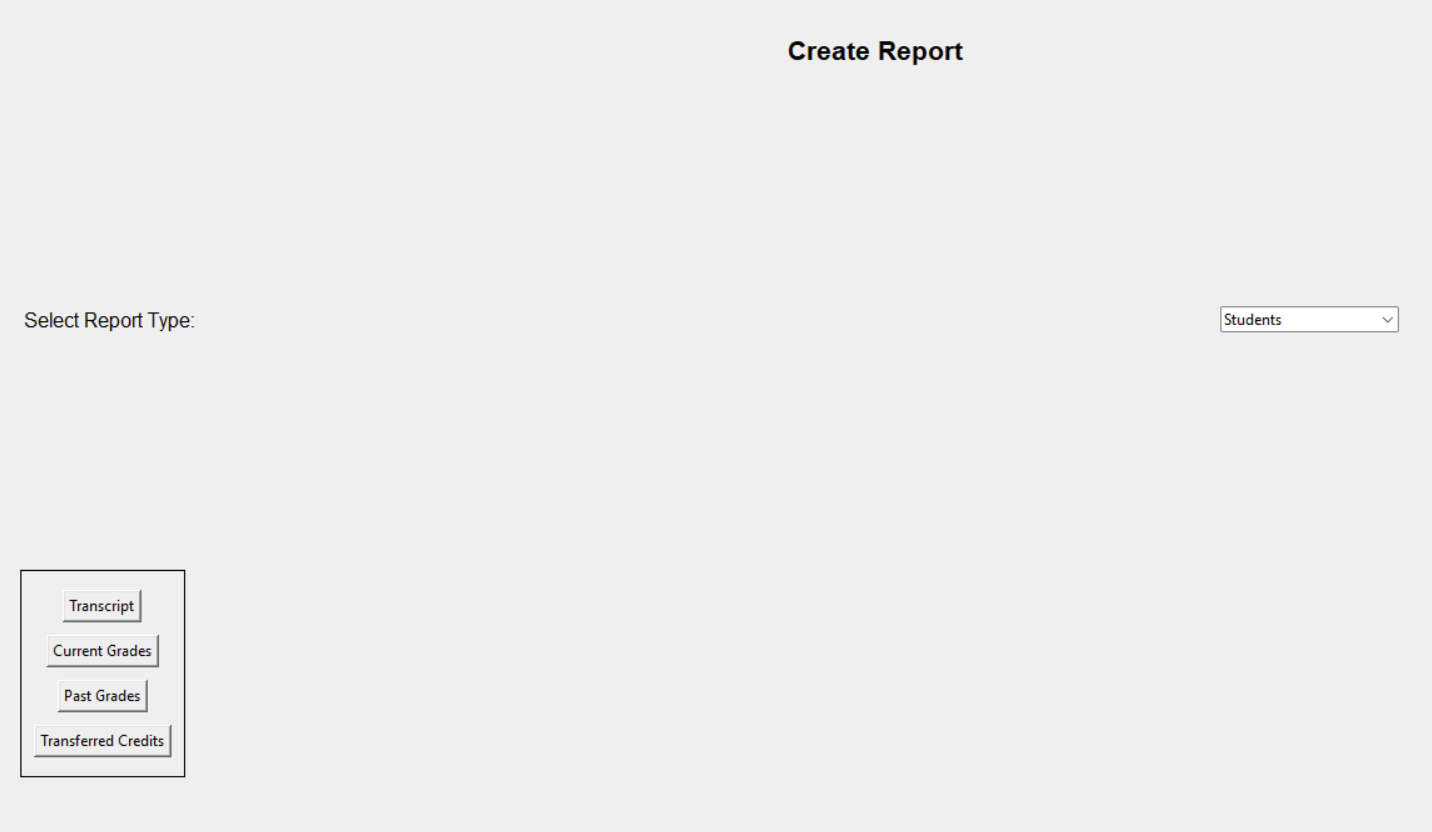 Create Report
Select Report Type:
Students
Transcript
Current Grades
Past Grades
Transferred Credits